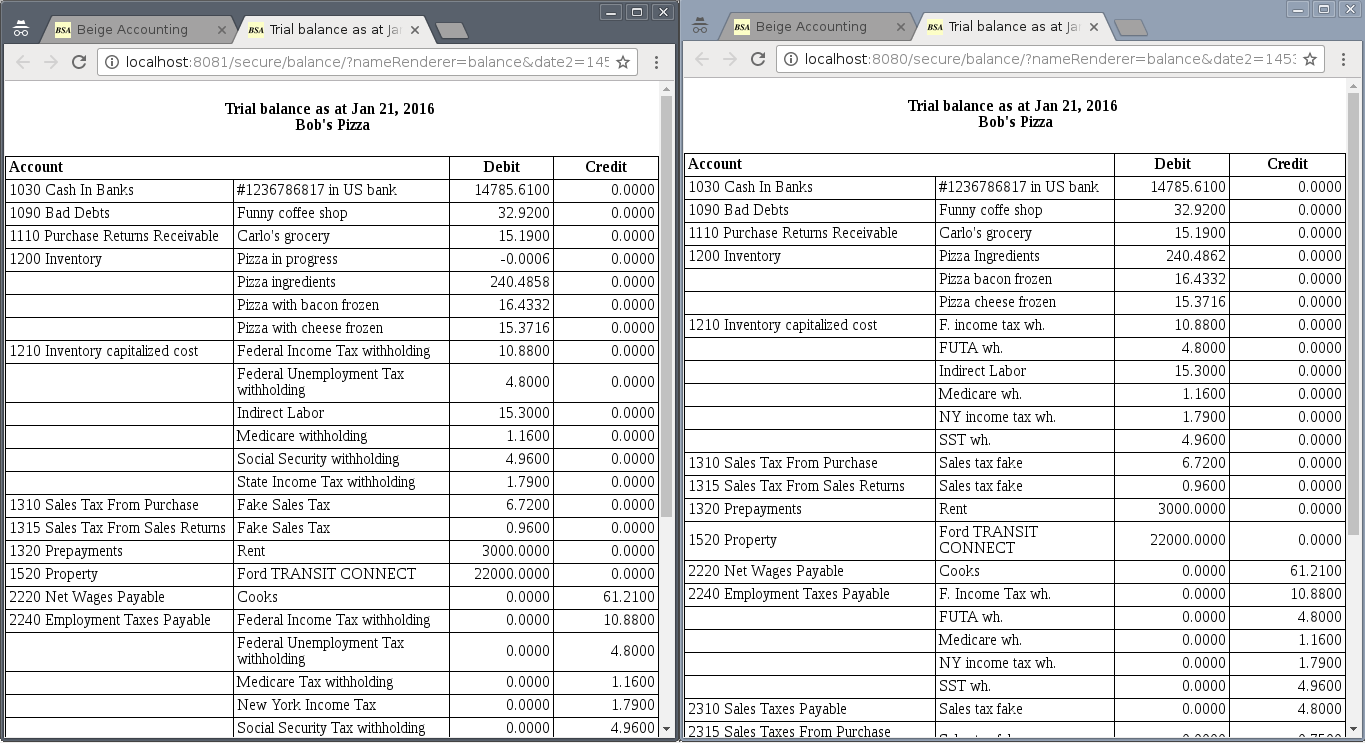 BSA Beige Accounting
BSA Trial balance as at Ja
localhost:8081/secure/balance/?nameRenderer=balance&date2=145
Trial balance as at Jan 21, 2016
Bob's Pizza
Account Debit Credit
1030 Cash In Banks #1236786817 in US bank 14785.6100 0.0000
1090 Bad Debts Funny coffee shop 32.9200 0.0000
1110 Purchase Returns Receivable Carlo's grocery 15.1900 0.0000
1200 Inventory Pizza in progress -0.0006 0.0000
Pizza ingredients 240.4858 0.0000
Pizza with bacon frozen 16.4332 0.0000
Pizza with cheese frozen 15.3716 0.0000
1210 Inventory capitalized cost Federal Income Tax withholding 10.8800 0.0000
Federal Unemployment Tax
withholding 4.8000 0.0000
Indirect Labor 15.3000 0.0000
Medicare withholding 1.1600 0.0000
Social Security withholding 4.9600 0.0000
State Income Tax withholding 1.7900 0.0000
1310 Sales Tax From Purchase Fake Sales Tax 6.7200 0.0000
1315 Sales Tax From Sales Returns Fake Sales Tax 0.9600 0.0000
1320 Prepayments Rent 3000.0000 0.0000
1520 Property Ford TRANSIT CONNECT 22000.0000 0.0000
2220 Net Wages Payable Cooks 0.0000 61.2100
2240 Employment Taxes Payable Federal Income Tax withholding 0.0000 10.8800
Federal Unemployment Tax
withholding 0.0000 4.8000
Medicare Tax withholding 0.0000 1.1600
New York Income Tax 0.0000 1.7900
Social Security Tax withholding 0.0000 4.9600
BSA Beige Accounting
BSA Trial balance as at Ja
localhost:8080/secure/balance/?nameRenderer=balance&date2=1453
Trial balance as at Jan 21, 2016
Bob's Pizza
Account Debit Credit
1030 Cash In Banks #1236786817 in US bank 14785.6100 0.0000
1090 Bad Debts Funny coffe shop 32.9200 0.0000
1110 Purchase Returns Receivable Carlo's grocery 15.1900 0.0000
1200 Inventory Pizza Ingredients 240.4862 0.0000
Pizza bacon frozen 16.4332 0.0000
Pizza cheese frozen 15.3716 0.0000
1210 Inventory capitalized cost F. income tax wh. 10.8800 0.0000
FUTA wh. 4.8000 0.0000
Indirect Labor 15.3000 0.0000
Medicare wh. 1.1600 0.0000
NY income tax wh. 1.7900 0.0000
SST wh. 4.9600 0.0000
1310 Sales Tax From Purchase Sales tax fake 6.7200 0.0000
1315 Sales Tax From Sales Returns Sales tax fake 0.9600 0.0000
1320 Prepayments Rent 3000.0000 0.0000
1520 Property Ford TRANSIT
CONNECT 22000.0000 0.0000
2220 Net Wages Payable Cooks 0.0000 61.2100
2240 Employment Taxes Payable F. Income Tax wh. 0.0000 10.8800
FUTA wh. 0.0000 4.8000
Medicare wh. 0.0000 1.1600
NY income tax wh. 0.0000 1.7900
SST wh. 0.0000 4.9600
2310 Sales Taxes Payable Sales tax fake 0.0000 4.8000
2315 Sales Taxes From Purchase